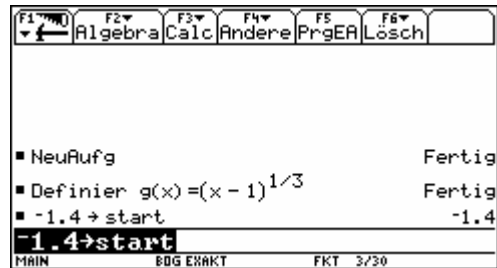 F1 F2 Algebra F3 Calc F4 Andere F5 PrgEA F6 Lösch
NeuAufg Fertig
Definier g(x) =(x - 1)^1/3 Fertig
-1.4 → start -1.4
-1.4→start
MAIN BOG EXAKT FKT 3/30